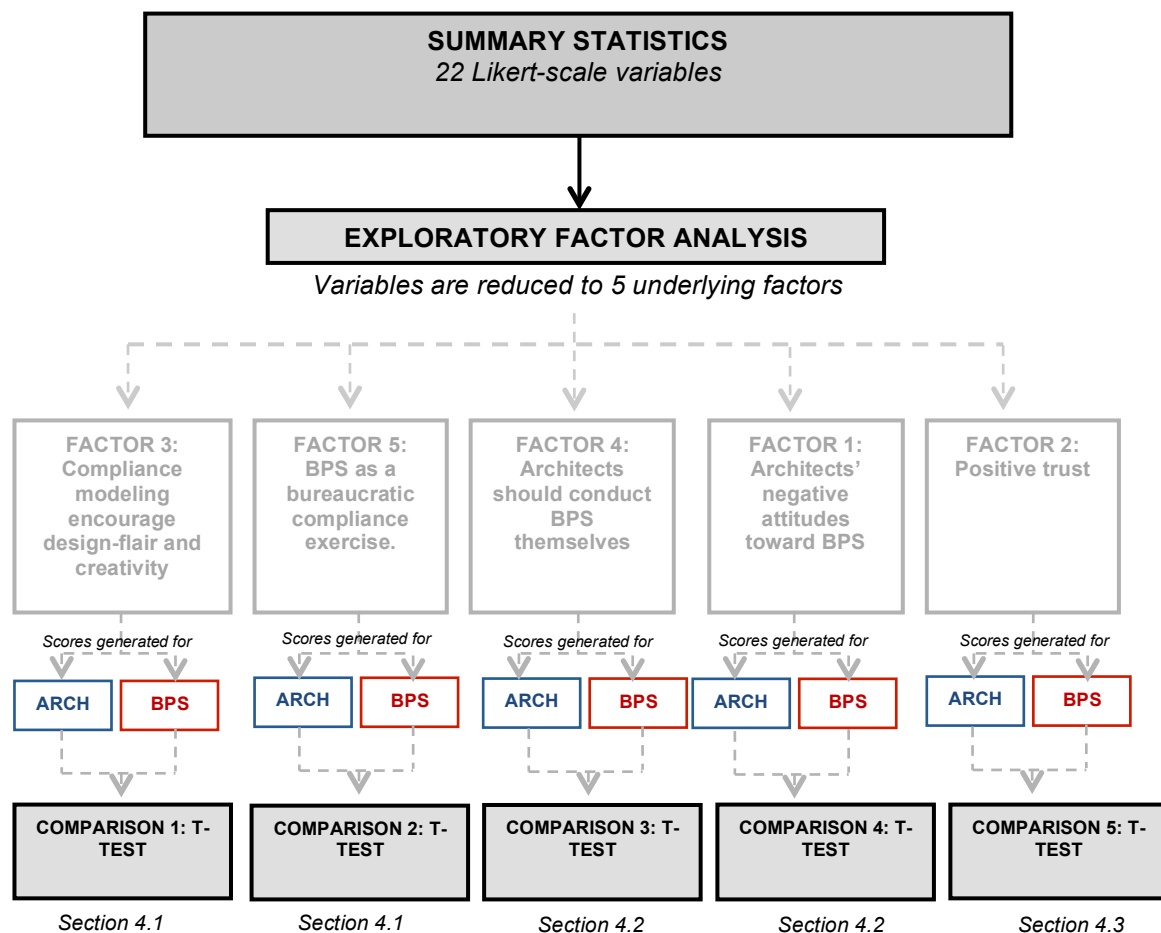 SUMMARY STATISTICS
22 Likert-scale variables
EXPLORATORY FACTOR ANALYSIS
Variables are reduced to 5 underlying factors
FACTOR 3:
Compliance
modeling
encourage
design-flair and
creativity
FACTOR 5:
BPS as a
bureaucratic
compliance
exercise.
FACTOR 4:
Architects
should conduct
BPS
themselves
FACTOR 1:
Architects’
negative
attitudes
toward BPS
FACTOR 2:
Positive trust
Scores generated for
Scores generated for
Scores generated for
Scores generated for
Scores generated for
ARCH
BPS
ARCH
BPS
ARCH
BPS
ARCH
BPS
ARCH
BPS
COMPARISON 1: T-
TEST
COMPARISON 2: T-
TEST
COMPARISON 3: T-
TEST
COMPARISON 4: T-
TEST
COMPARISON 5: T-
TEST
Section 4.1
Section 4.1
Section 4.2
Section 4.2
Section 4.3